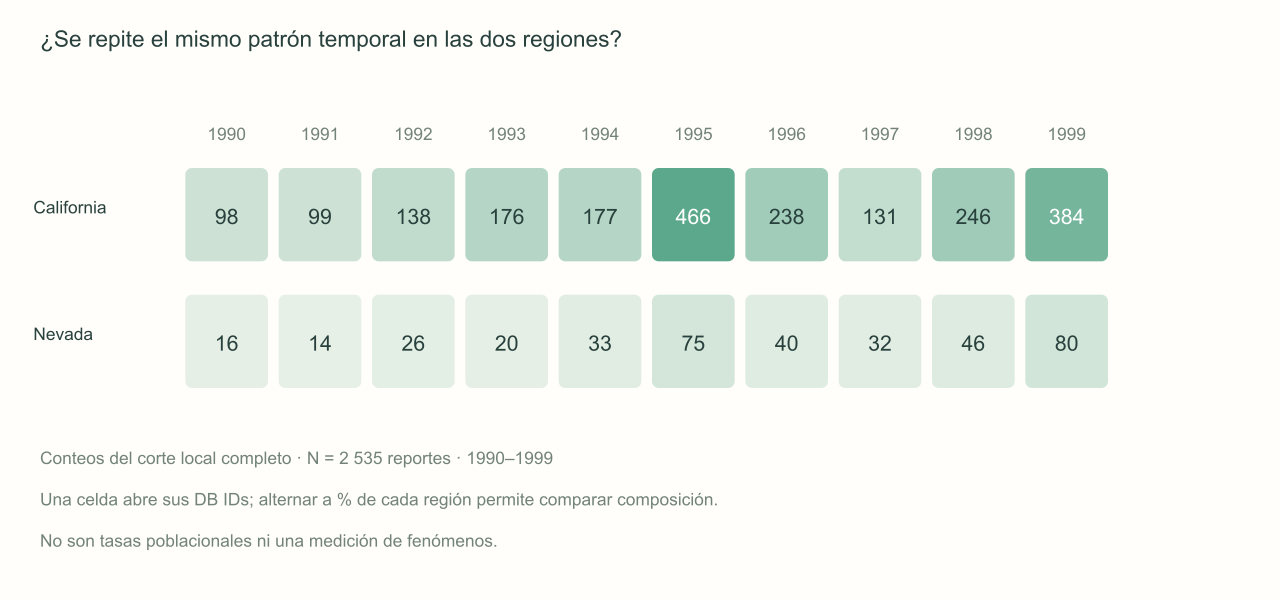 ¿Se repite el mismo patrón temporal en las dos regiones?
1990 1991 1992 1993 1994 1995 1996 1997 1998 1999
California 98 99 138 176 177 466 238 131 246 384
Nevada 16 14 26 20 33 75 40 32 46 80
Conteos del corte local completo · N = 2 535 reportes · 1990–1999
Una celda abre sus DB IDs; alternar a % de cada región permite comparar composición.
No son tasas poblacionales ni una medición de fenómenos.